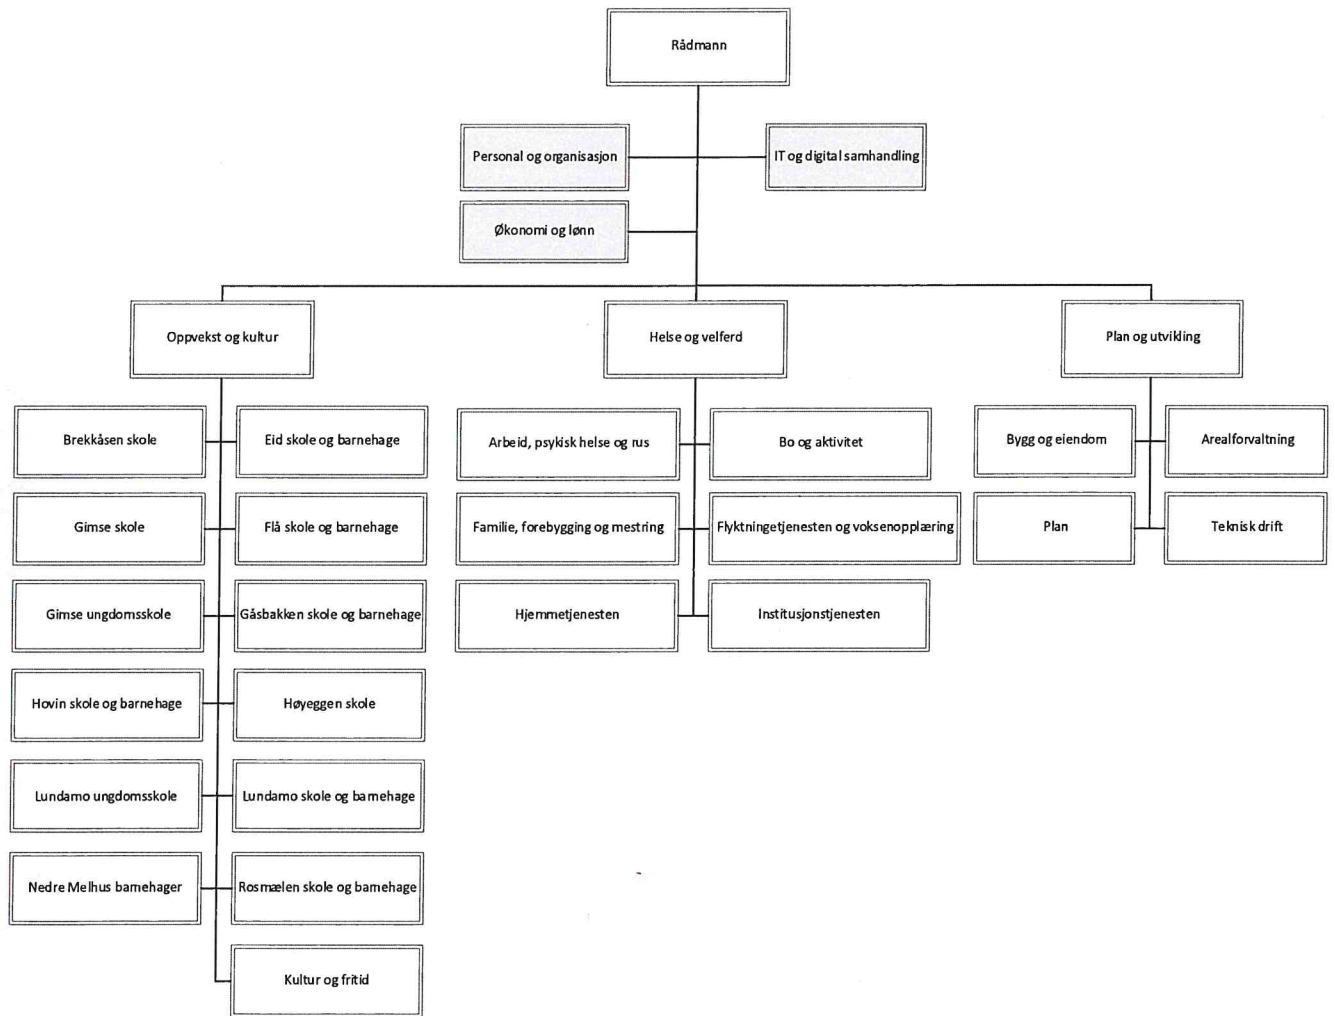 Rådmann
Personal og organisasjon
IT og digital samhandling
Økonomi og lønn
Oppvekst og kultur
Helse og velferd
Plan og utvikling
Brekkåsen skole
Eid skole og barnehage
Arbeid, psykisk helse og rus
Bo og aktivitet
Bygg og eiendom
Arealforvaltning
Gimse skole
Flå skole og barnehage
Familie, forebygging og mestring
Flyktningetjenesten og voksenopplæring
Plan
Teknisk drift
Gimse ungdomsskole
Gåsbakken skole og barnehage
Hjemmetjenesten
Institusjonstjenesten
Hovin skole og barnehage
Høyeggen skole
Lundamo ungdomsskole
Lundamo skole og barnehage
Nedre Melhus barnehager
Rosmælen skole og barnehage
Kultur og fritid